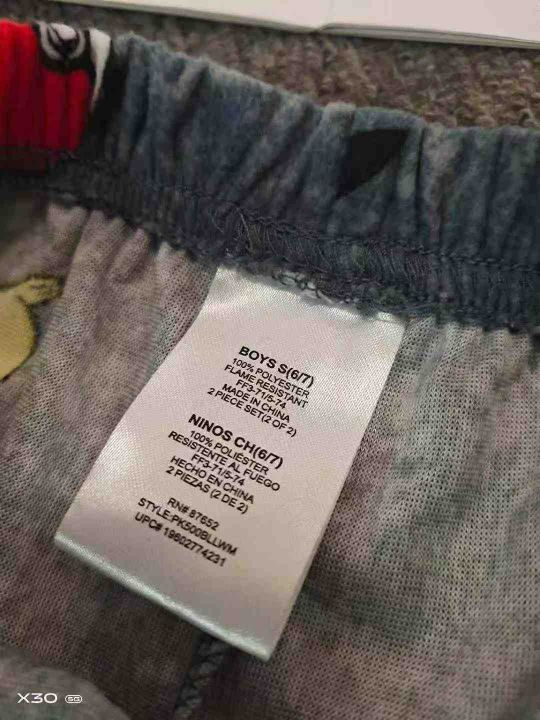 BOYS S(6/7)
100% POLYESTER
FLAME RESISTANT
FF3-71/5-74
MADE IN CHINA
2 PIECE SET(2 OF 2)
NINOS CH(6/7)
100% POLIESTER
RESISTENTE AL FUEGO
FF3-71/5-74
HECHO EN CHINA
2 PIEZAS (2 DE 2)
RN# 87652
STYLE:PK500BLLWM
UPC# 19602774231
X30 5G